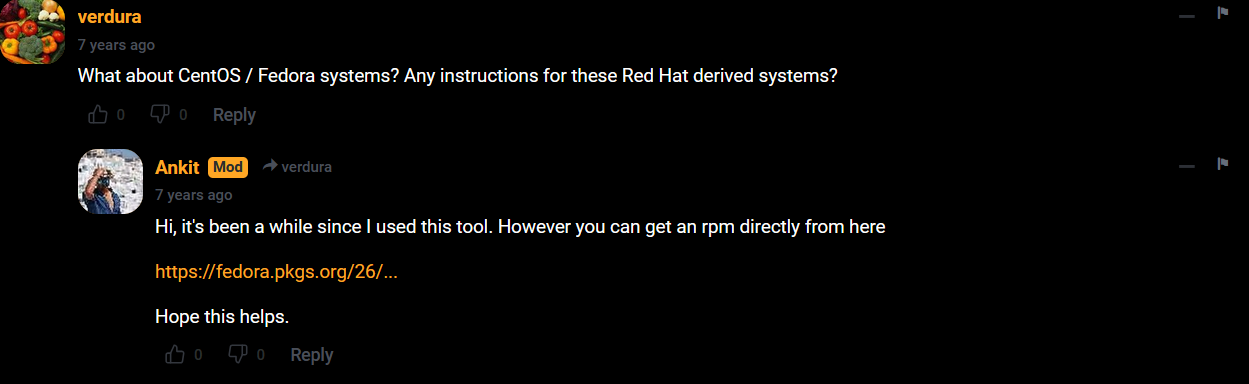 verdura
7 years ago
What about CentOS / Fedora systems? Any instructions for these Red Hat derived systems?
0 0 Reply
Ankit Mod verdura
7 years ago
Hi, it's been a while since I used this tool. However you can get an rpm directly from here
https://fedora.pkgs.org/26/...
Hope this helps.
0 0 Reply